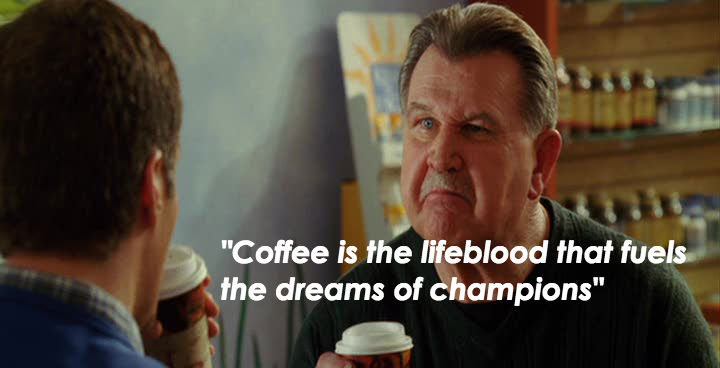 "Coffee is the lifeblood that fuels
the dreams of champions"